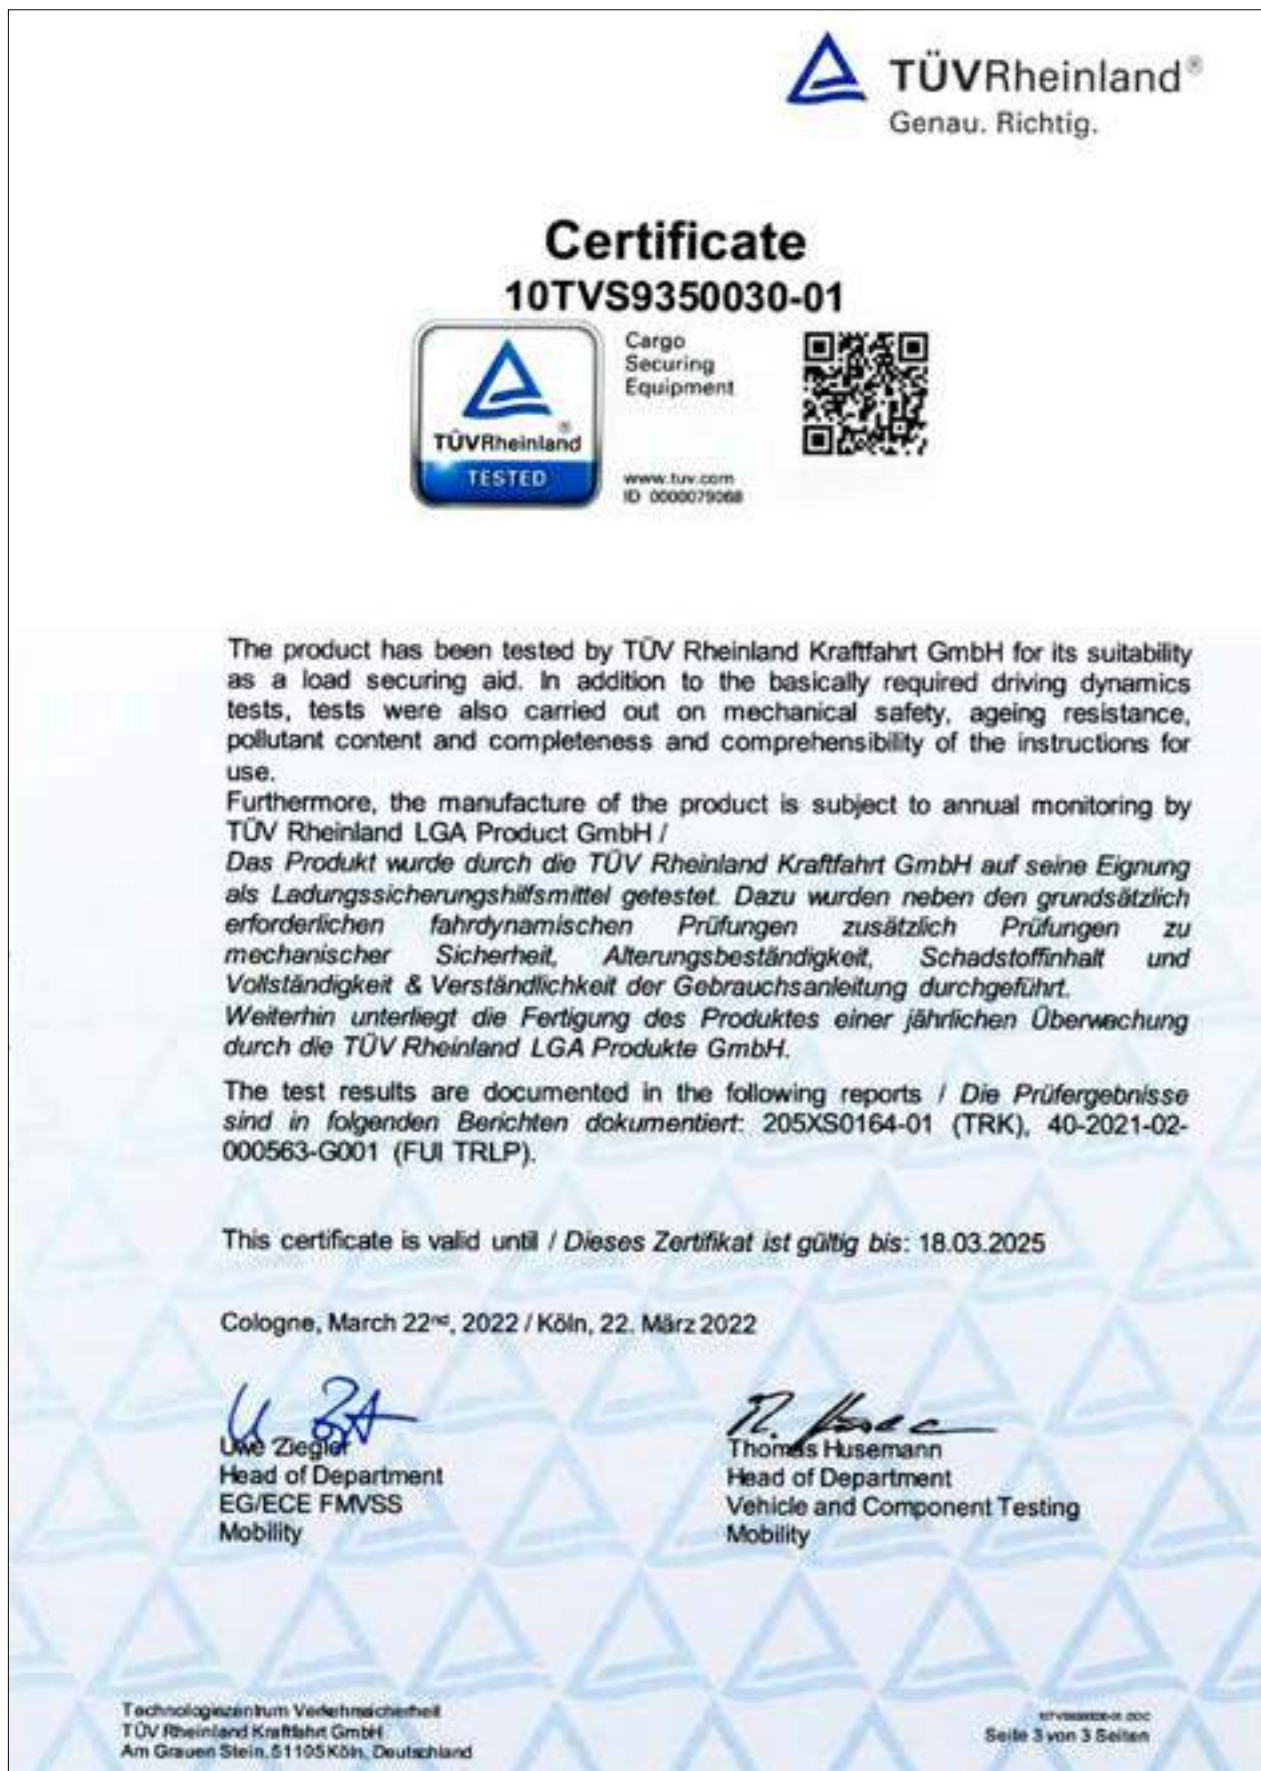 TÜVRheinland®
Genau. Richtig.
Certificate
10TVS9350030-01
Cargo
Securing
Equipment
TÜVRheinland®
TESTED
www.tuv.com
ID 0000079068
The product has been tested by TÜV Rheinland Kraftfahrt GmbH for its suitability
as a load securing aid. In addition to the basically required driving dynamics
tests, tests were also carried out on mechanical safety, ageing resistance,
pollutant content and completeness and comprehensibility of the instructions for
use.
Furthermore, the manufacture of the product is subject to annual monitoring by
TÜV Rheinland LGA Product GmbH /
Das Produkt wurde durch die TÜV Rheinland Kraftfahrt GmbH auf seine Eignung
als Ladungssicherungshilfsmittel getestet. Dazu wurden neben den grundsätzlich
erforderlichen fahrdynamischen Prüfungen zusätzlich Prüfungen zu
mechanischer Sicherheit, Alterungsbeständigkeit, Schadstoffinhalt und
Vollständigkeit & Verständlichkeit der Gebrauchsanleitung durchgeführt.
Weiterhin unterliegt die Fertigung des Produktes einer jährlichen Überwachung
durch die TÜV Rheinland LGA Produkte GmbH.
The test results are documented in the following reports / Die Prüfergebnisse
sind in folgenden Berichten dokumentiert: 205XS0164-01 (TRK), 40-2021-02-
000563-G001 (FUI TRLP).
This certificate is valid until / Dieses Zertifikat ist gültig bis: 18.03.2025
Cologne, March 22nd, 2022 / Köln, 22. März 2022
Uwe Ziegler
Head of Department
EG/ECE FMVSS
Mobility
Thomas Husemann
Head of Department
Vehicle and Component Testing
Mobility
Technologiezentrum Verkehrssicherheit
TÜV Rheinland Kraftfahrt GmbH
Am Grauen Stein, 51105 Köln, Deutschland
Seite 3 von 3 Seiten